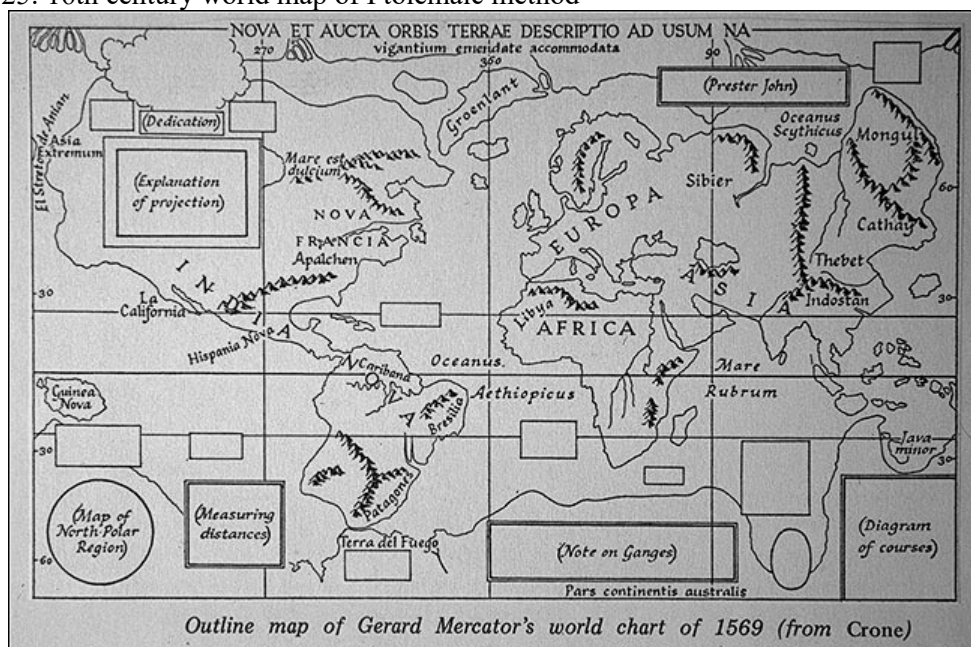 25. 16th century world map of Ptolemaic method
NOVA ET AUCTA ORBIS TERRAE DESCRIPTIO AD USUM NA
vigantium emendate accommodata
270
360
90
(Prester John)
Groenlant
El Streto de Anian
Asia
Extremum
(Dedication)
Oceanus
Scythicus
Mongul
Mare est
dulcium
(Explanation
of projection)
Sibier
60
NOVA
FRANCIA
EUROPA
Cathay
Apalchen
Thebet
INDIA NOVA
ASIA
30
La
California
Libya
AFRICA
Indostan
30
Hispania Nova
Caribana
Oceanus
Aethiopicus
Mare
Rubrum
Guinea
Nova
Bresilia
30
Java
minor
30
Patagones
(Map of
North Polar
Region)
(Measuring
distances)
Terra del Fuego
(Note on Ganges)
(Diagram
of courses)
60
Pars continentis australis
Outline map of Gerard Mercator's world chart of 1569 (from Crone)